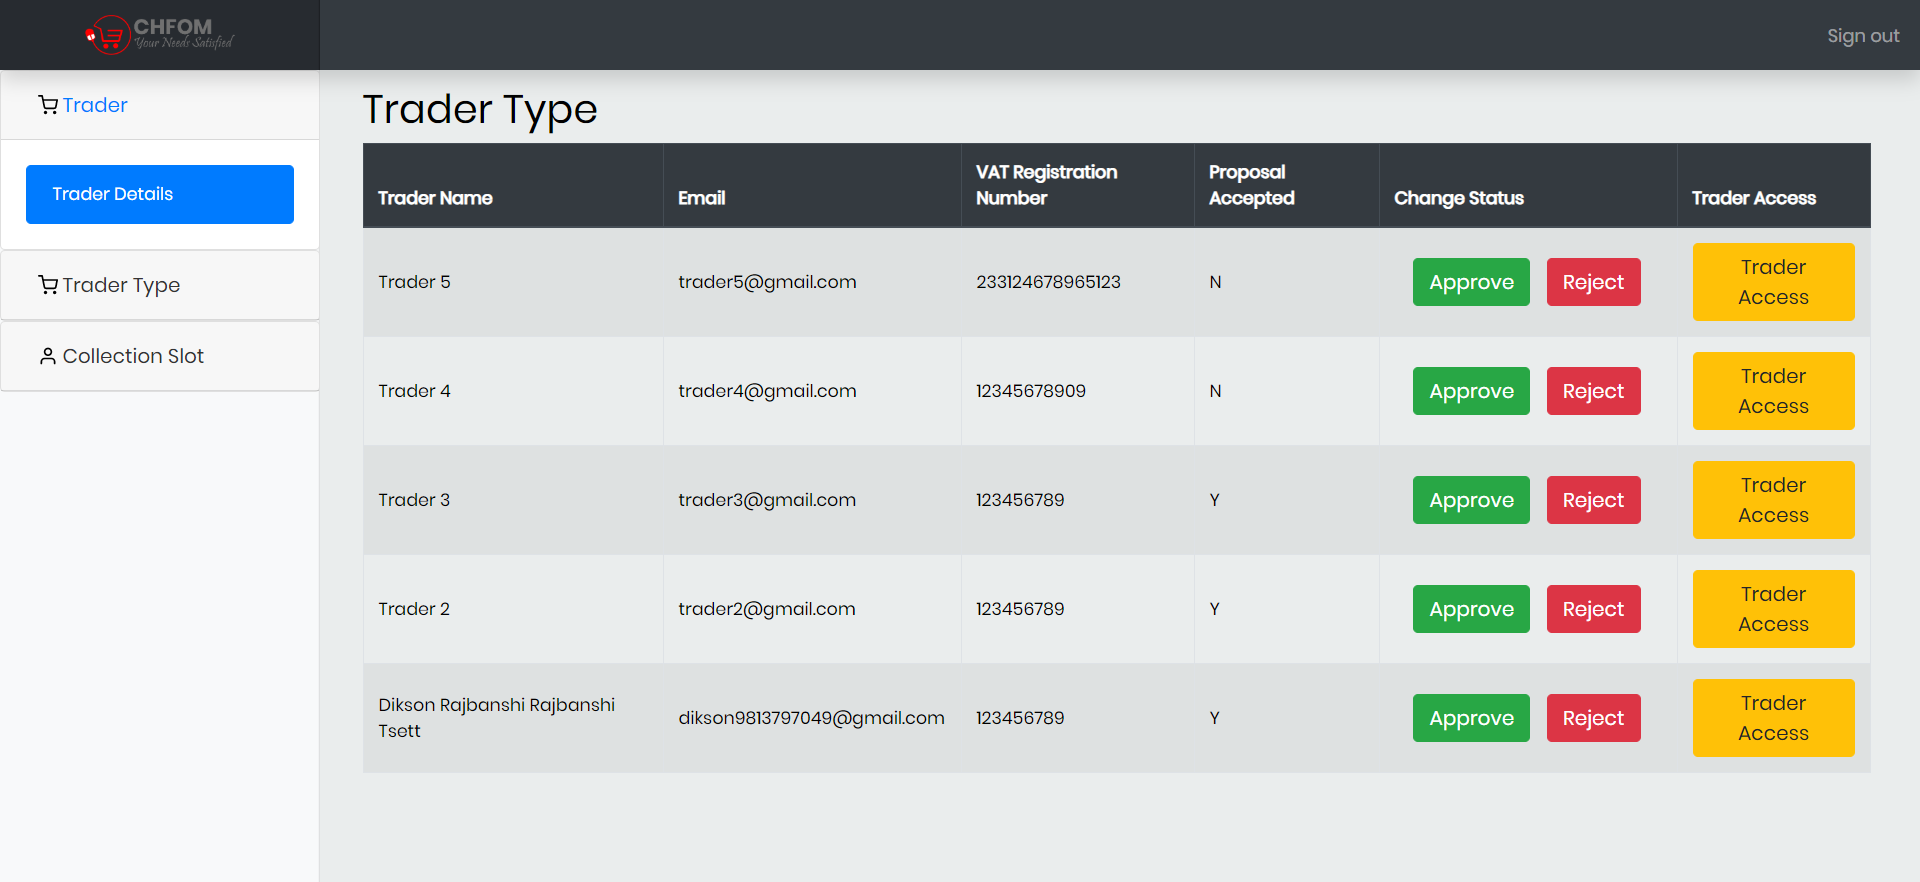 CHFOM
Your Needs Satisfied
Sign out
Trader
Trader Details
Trader Type
Collection Slot
Trader Type
Trader Name
Email
VAT Registration
Number
Proposal
Accepted
Change Status
Trader Access
Trader 5
trader5@gmail.com
233124678965123
N
Approve
Reject
Trader
Access
Trader 4
trader4@gmail.com
12345678909
N
Approve
Reject
Trader
Access
Trader 3
trader3@gmail.com
123456789
Y
Approve
Reject
Trader
Access
Trader 2
trader2@gmail.com
123456789
Y
Approve
Reject
Trader
Access
Dikson Rajbanshi Rajbanshi
Tsett
dikson9813797049@gmail.com
123456789
Y
Approve
Reject
Trader
Access